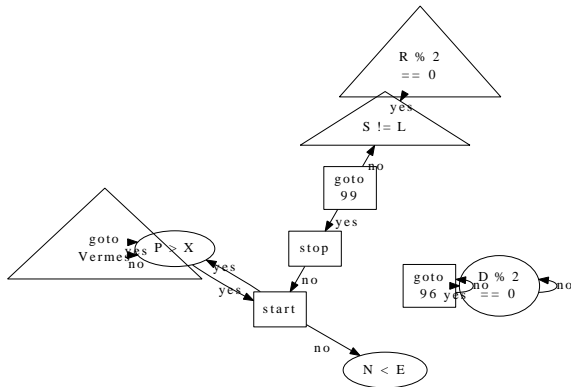 R % 2
== 0
yes
S != L
no
goto
99
yes
goto
Vermes
yes
no
P > X
stop
yes
yes
no
start
goto
96
yes
no
D % 2
== 0
no
no
N < E